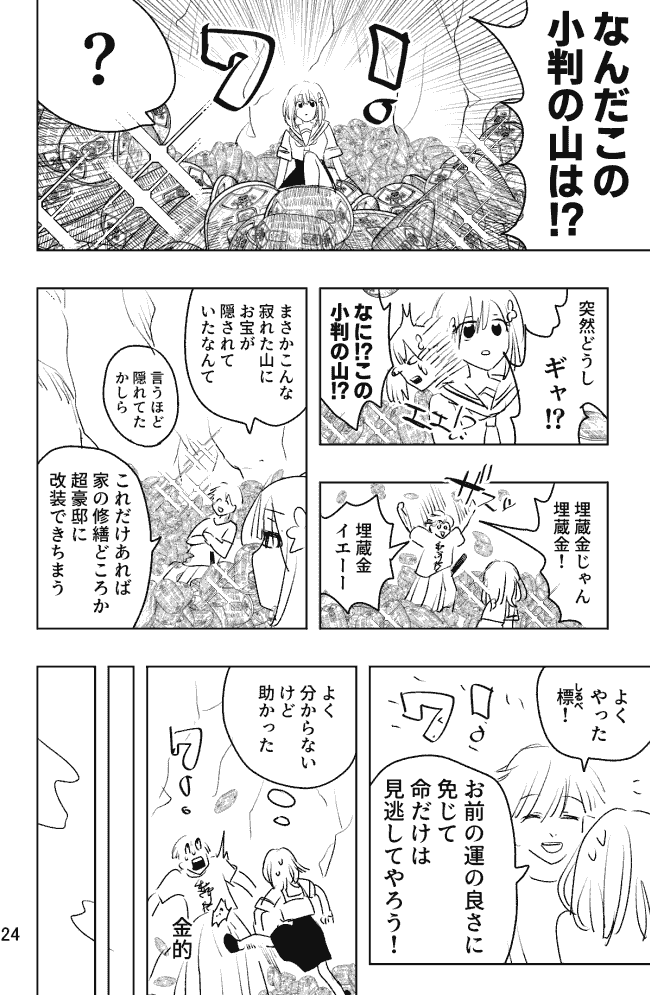 なんだこの
小判の山は!?
ワ!
?
突然どうし
ギャ!?
なに!?この
小判の山!?
埋蔵金じゃん
埋蔵金!
埋蔵金
イエーー
まさかこんな
寂れた山に
お宝が
隠されて
いたなんて
言うほど
隠れてた
かしら
これだけあれば
家の修繕どころか
超豪邸に
改装できちまう
よく
やった
標!
しるべ
お前の運の良さに
免じて
命だけは
見逃してやろう!
ワ!
よく
分からない
けど
助かった
ワ!
金的
24